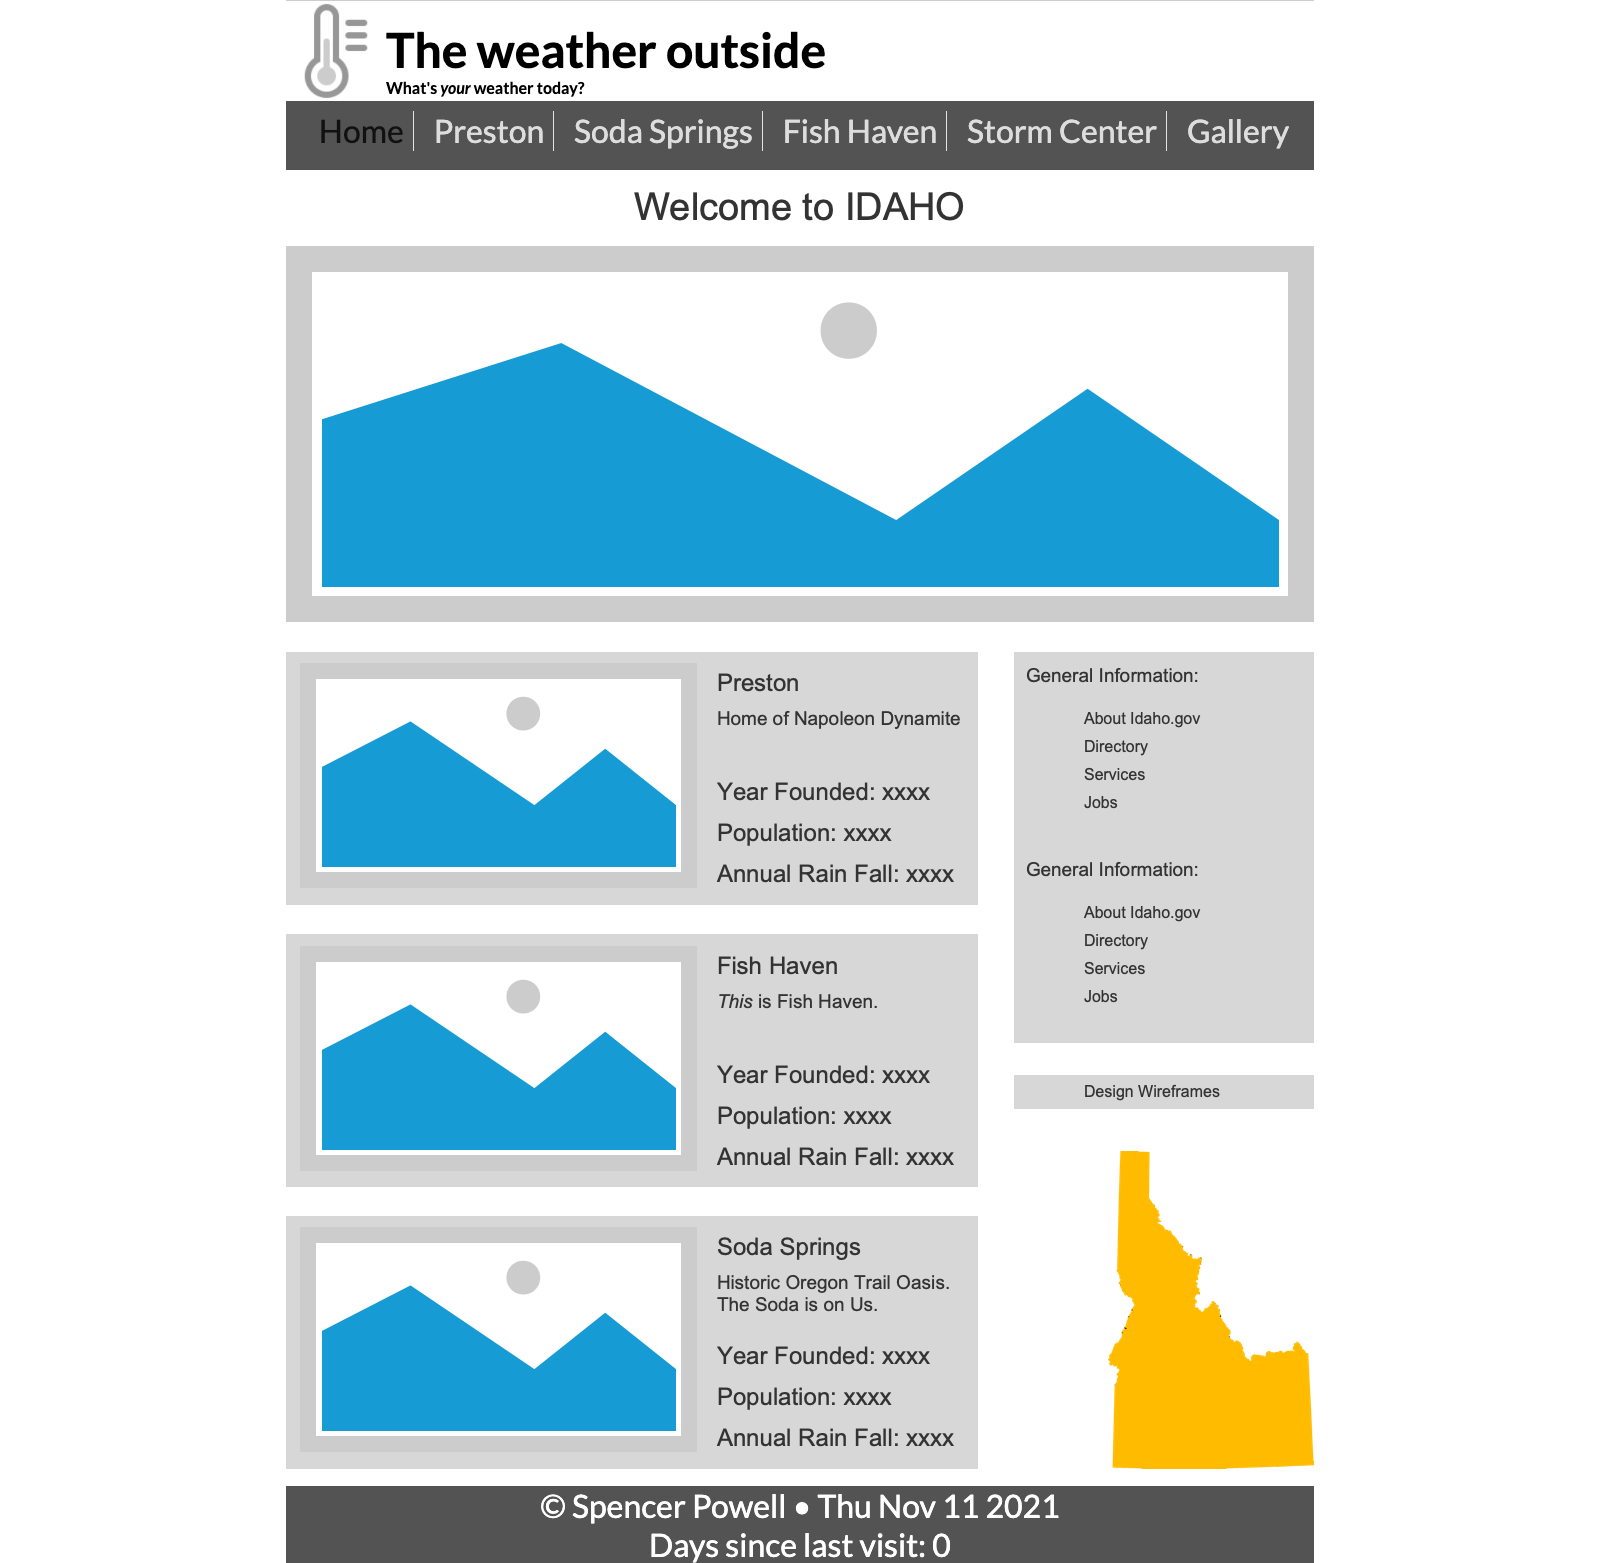 The weather outside
What's your weather today?
Home Preston Soda Springs Fish Haven Storm Center Gallery
Welcome to IDAHO
Preston
Home of Napoleon Dynamite
Year Founded: xxxx
Population: xxxx
Annual Rain Fall: xxxx
Fish Haven
This is Fish Haven.
Year Founded: xxxx
Population: xxxx
Annual Rain Fall: xxxx
Soda Springs
Historic Oregon Trail Oasis.
The Soda is on Us.
Year Founded: xxxx
Population: xxxx
Annual Rain Fall: xxxx
General Information:
About Idaho.gov
Directory
Services
Jobs
General Information:
About Idaho.gov
Directory
Services
Jobs
Design Wireframes
© Spencer Powell • Thu Nov 11 2021
Days since last visit: 0